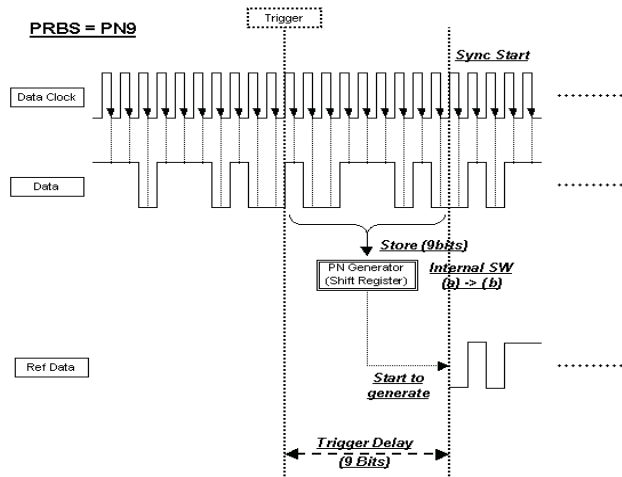 Trigger
PRBS = PN9
Sync Start
Data Clock
Data
Store (9bits)
PN Generator
(Shift Register)
Internal SW
(a) -> (b)
Ref Data
Start to
generate
Trigger Delay
(9 Bits)